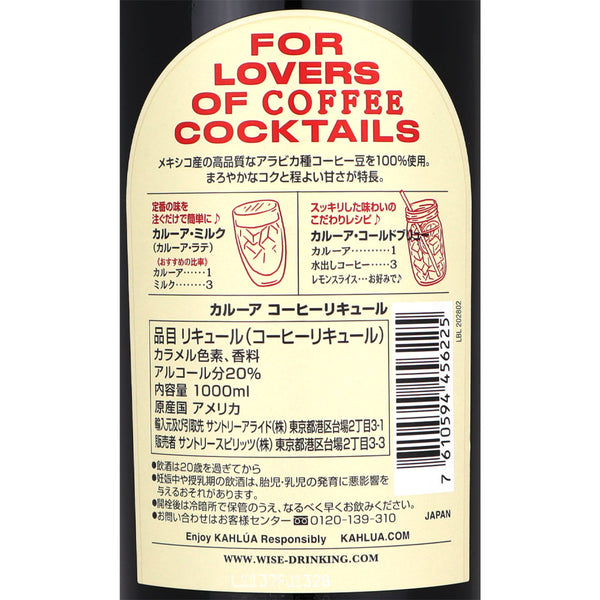 FOR
LOVERS
OF COFFEE
COCKTAILS
メキシコ産の高品質なアラビカ種コーヒー豆を100%使用。
まろやかなコクと程よい甘さが特長。
定番の味を
注ぐだけで簡単に♪
カルーア・ミルク
(カルーア・ラテ)
《おすすめの比率》
カルーア……1
ミルク………3
スッキリした味わいの
こだわりレシピ♪
カルーア・コールドブリュー
カルーア…………1
水出しコーヒー……3
レモンスライス…お好みで♪
カルーア コーヒーリキュール
品目 リキュール(コーヒーリキュール)
カラメル色素、香料
アルコール分20%
内容量 1000ml
原産国 アメリカ
輸入元及び引取先 サントリーアライド(株) 東京都港区台場2丁目3-1
販売者 サントリースピリッツ(株) 東京都港区台場2丁目3-3
LBL 202802
7 610594 456225
●飲酒は20歳を過ぎてから
●妊娠中や授乳期の飲酒は、胎児・乳児の発育に悪影響を
与えるおそれがあります。
●開栓後は冷暗所で保管のうえ、なるべく早くお飲みください。
●お問い合わせはお客様センター 0120-139-310
JAPAN
Enjoy KAHLÚA Responsibly KAHLUA.COM
WWW.WISE-DRINKING.COM